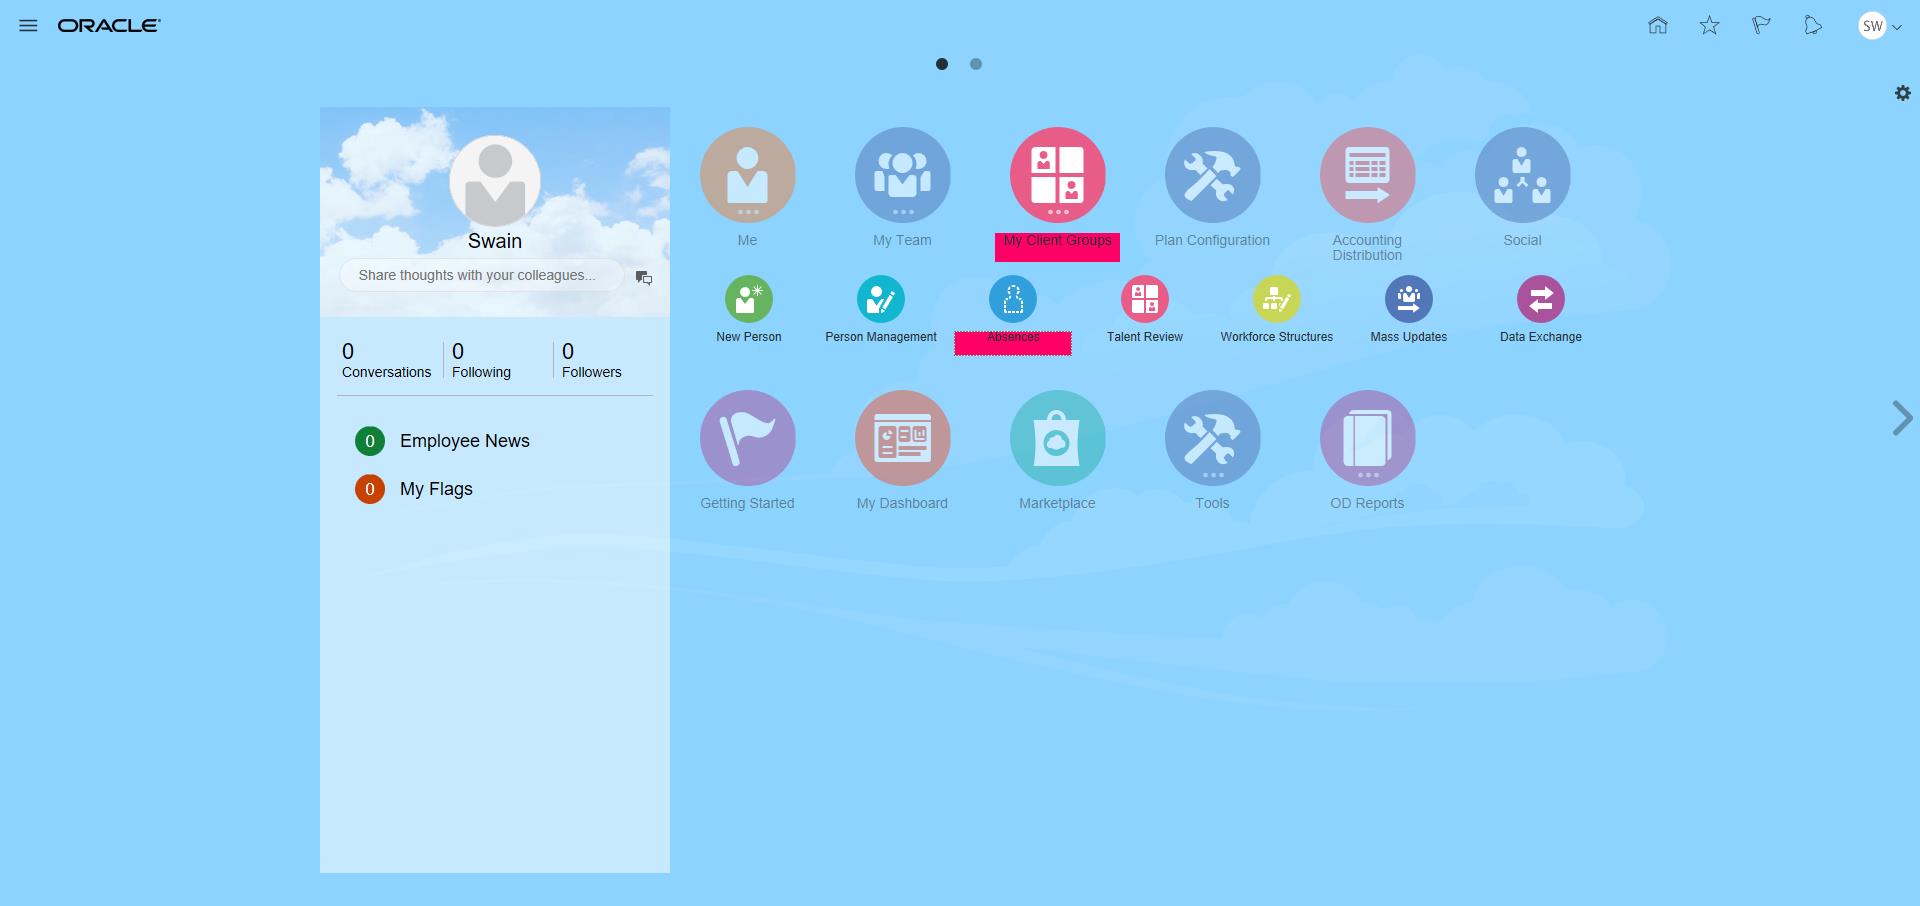 ORACLE
SW
Swain
Share thoughts with your colleagues...
0 0 0
Conversations Following Followers
0 Employee News
0 My Flags
Me My Team My Client Groups Plan Configuration Accounting Distribution Social
New Person Person Management Absences Talent Review Workforce Structures Mass Updates Data Exchange
Getting Started My Dashboard Marketplace Tools OD Reports